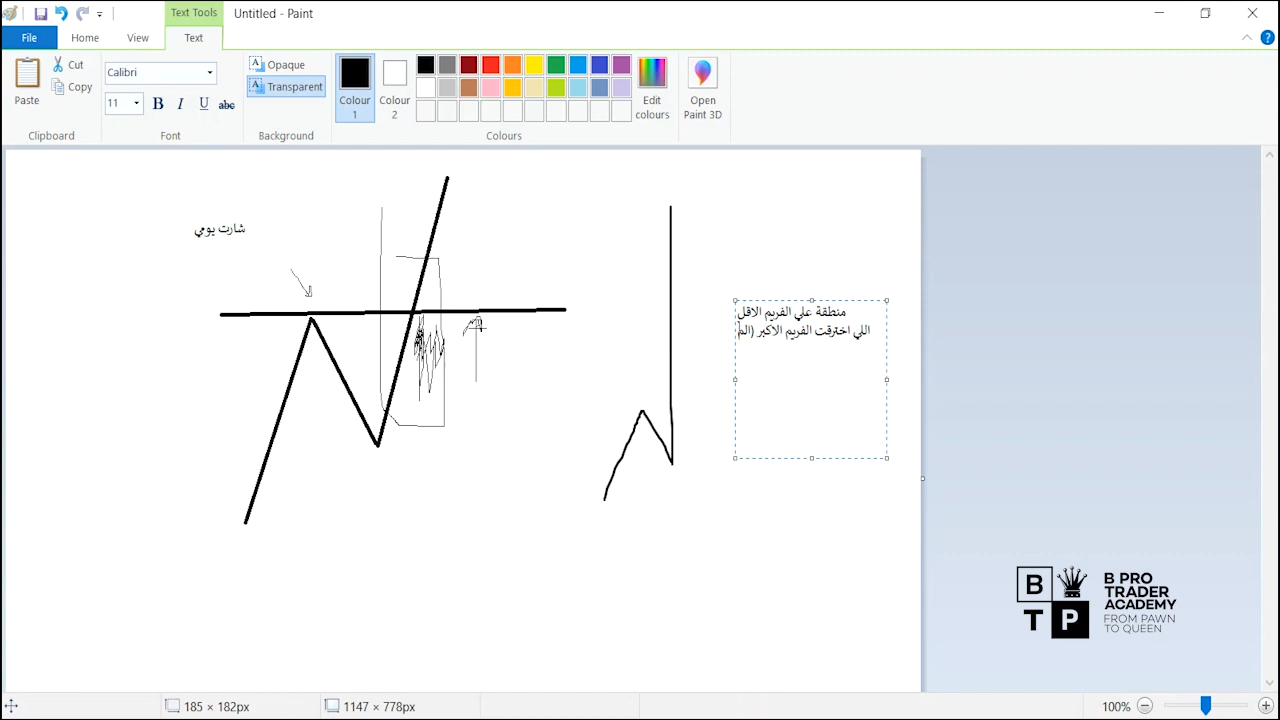 Text Tools
Untitled - Paint
File
Home
View
Text
Paste
Cut
Copy
Clipboard
Calibri
11
B I U abc
Font
Opaque
Transparent
Background
Colour 1
Colour 2
Edit colours
Colours
Open Paint 3D
شارت يومي
منطقة علي الفريم الاقل
اللي اخترقت الفريم الاكبر (الم
B
T P
B PRO
TRADER
ACADEMY
FROM PAWN
TO QUEEN
185 × 182px
1147 × 778px
100%